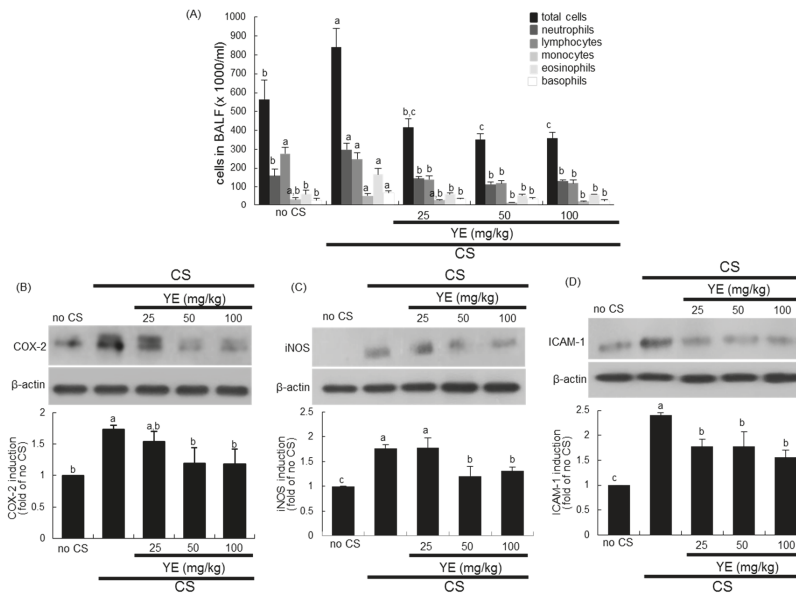 (A)
total cells
neutrophils
lymphocytes
monocytes
eosinophils
basophils
cells in BALF (x 1000/ml)
1000
900
800
700
600
500
400
300
200
100
0
b b a a,b b b
a a a a a a
b,c b b a,b b b
c b b b b b
c b b b b b
no CS 25 50 100
YE (mg/kg)
CS
(B)
CS
YE (mg/kg)
no CS 25 50 100
COX-2
β-actin
COX-2 induction
(fold of no CS)
2
1.5
1
0.5
0
b a a,b b b
no CS 25 50 100
YE (mg/kg)
CS
(C)
CS
YE (mg/kg)
no CS 25 50 100
iNOS
β-actin
iNOS induction
(fold of no CS)
2.5
2
1.5
1
0.5
0
c a a b b
no CS 25 50 100
YE (mg/kg)
CS
(D)
CS
YE (mg/kg)
no CS 25 50 100
ICAM-1
β-actin
ICAM-1 induction
(fold of no CS)
2.5
2
1.5
1
0.5
0
c a b b b
no CS 25 50 100
YE (mg/kg)
CS